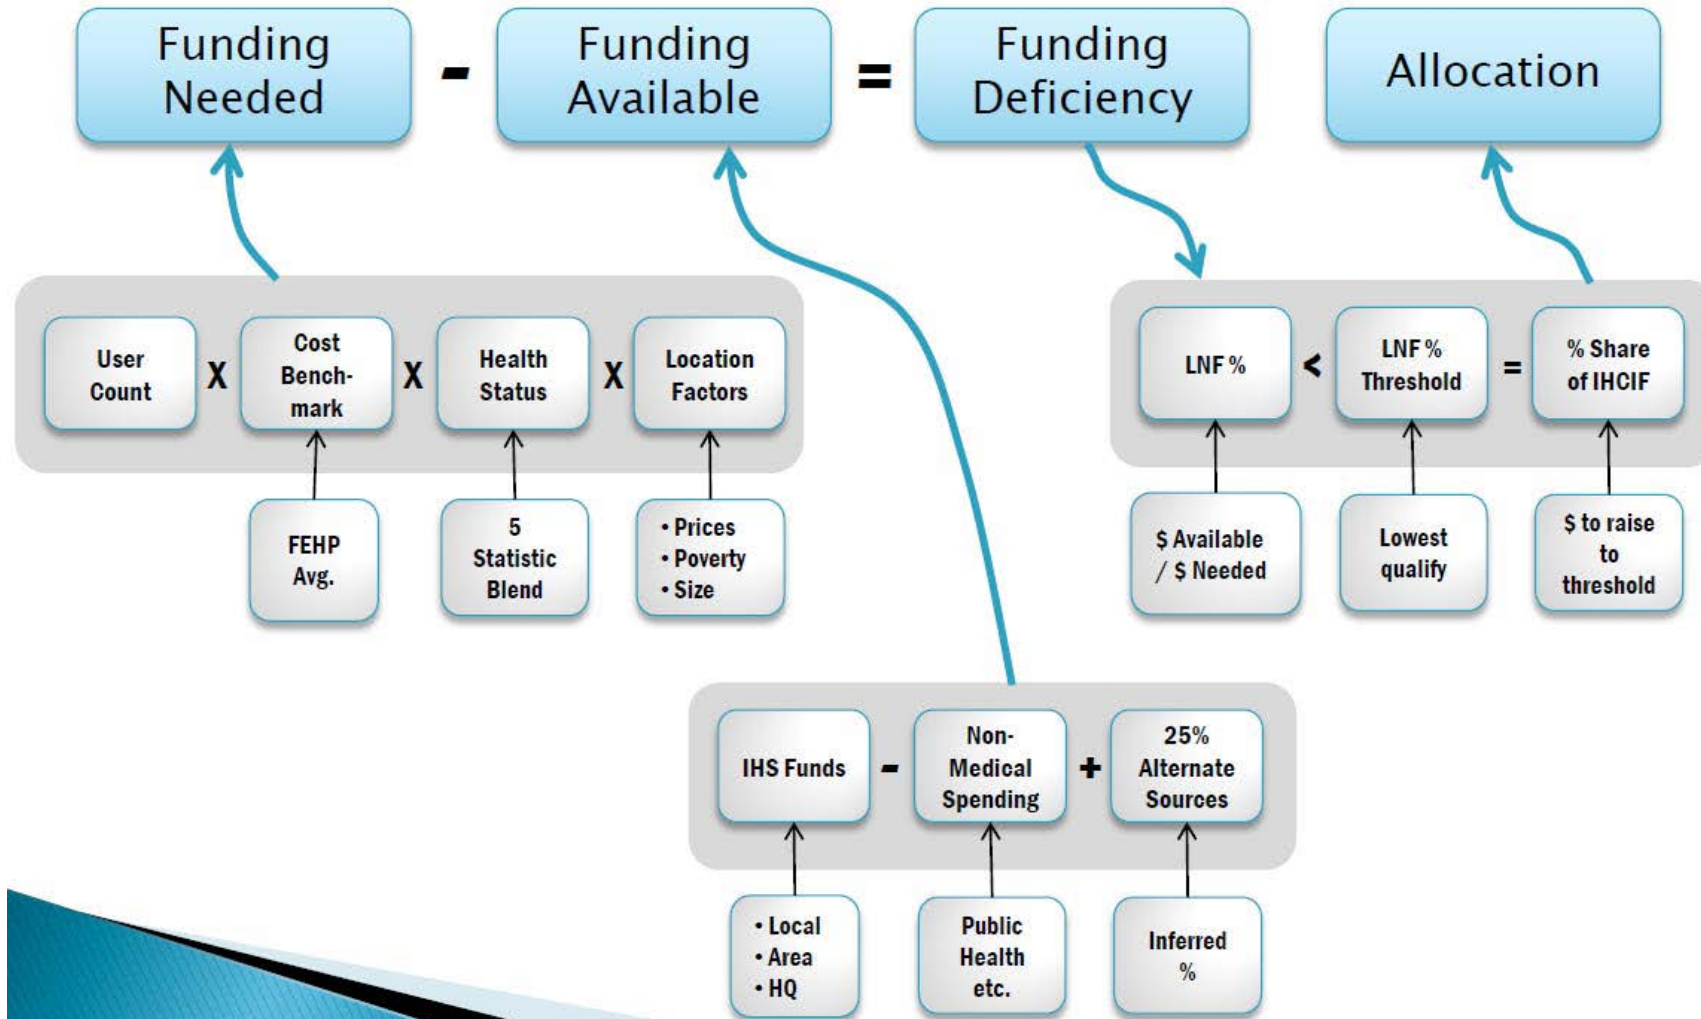 Funding
Needed
-
Funding
Available
=
Funding
Deficiency
Allocation
User
Count
X
Cost
Bench-
mark
X
Health
Status
X
Location
Factors
FEHP
Avg.
5
Statistic
Blend
• Prices
• Poverty
• Size
LNF %
<
LNF %
Threshold
=
% Share
of IHCIF
$ Available
/ $ Needed
Lowest
qualify
$ to raise
to
threshold
IHS Funds
-
Non-
Medical
Spending
+
25%
Alternate
Sources
• Local
• Area
• HQ
Public
Health
etc.
Inferred
%